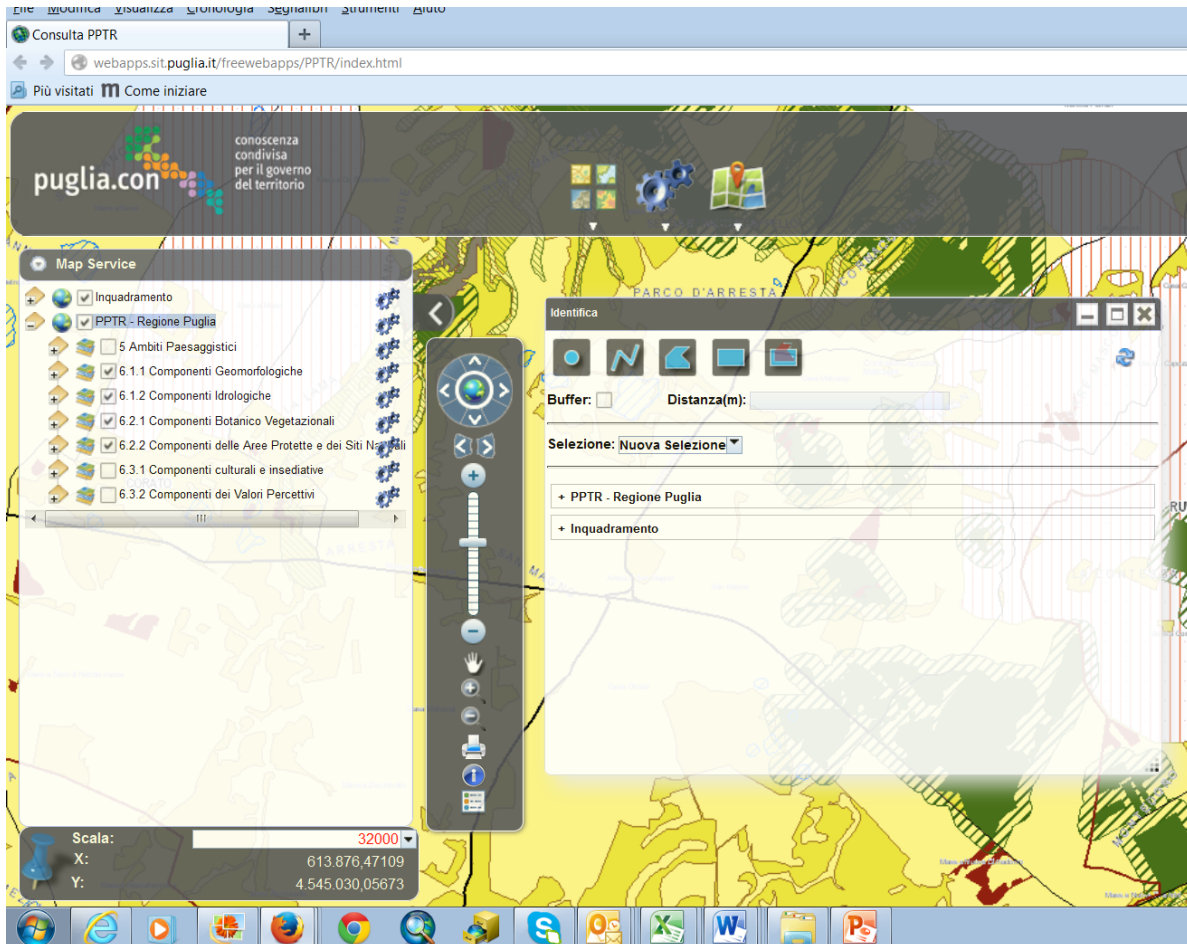 File Modifica Visualizza Cronologia Segnalibri Strumenti Aiuto
Consulta PPTR
+
webapps.sit.puglia.it/freewebapps/PPTR/index.html
Più visitati
Come iniziare
puglia.con
conoscenza
condivisa
per il governo
del territorio
Map Service
Inquadramento
PPTR - Regione Puglia
5 Ambiti Paesaggistici
6.1.1 Componenti Geomorfologiche
6.1.2 Componenti Idrologiche
6.2.1 Componenti Botanico Vegetazionali
6.2.2 Componenti delle Aree Protette e dei Siti
6.3.1 Componenti culturali e insediative
6.3.2 Componenti dei Valori Percettivi
CORATO
ARRESTA
PARCO D'ARRESTA
Identifica
Buffer:
Distanza(m):
Selezione: Nuova Selezione
+ PPTR - Regione Puglia
+ Inquadramento
RU
Scala: 32000
X: 613.876,47109
Y: 4.545.030,05673